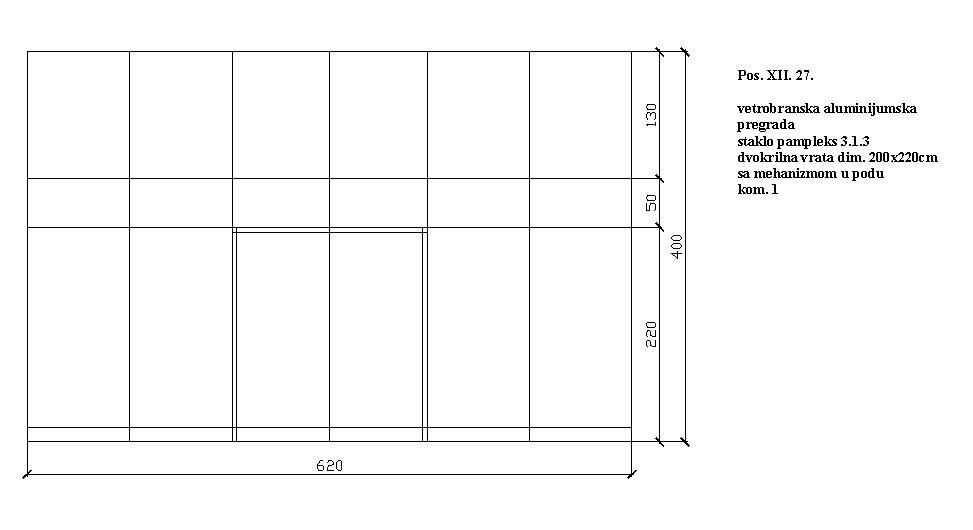 Pos. XII. 27.
vetrobranska aluminijumska
pregrada
staklo pampleks 3.1.3
dvokrilna vrata dim. 200x220cm
sa mehanizmom u podu
kom. 1
130
50
400
220
620